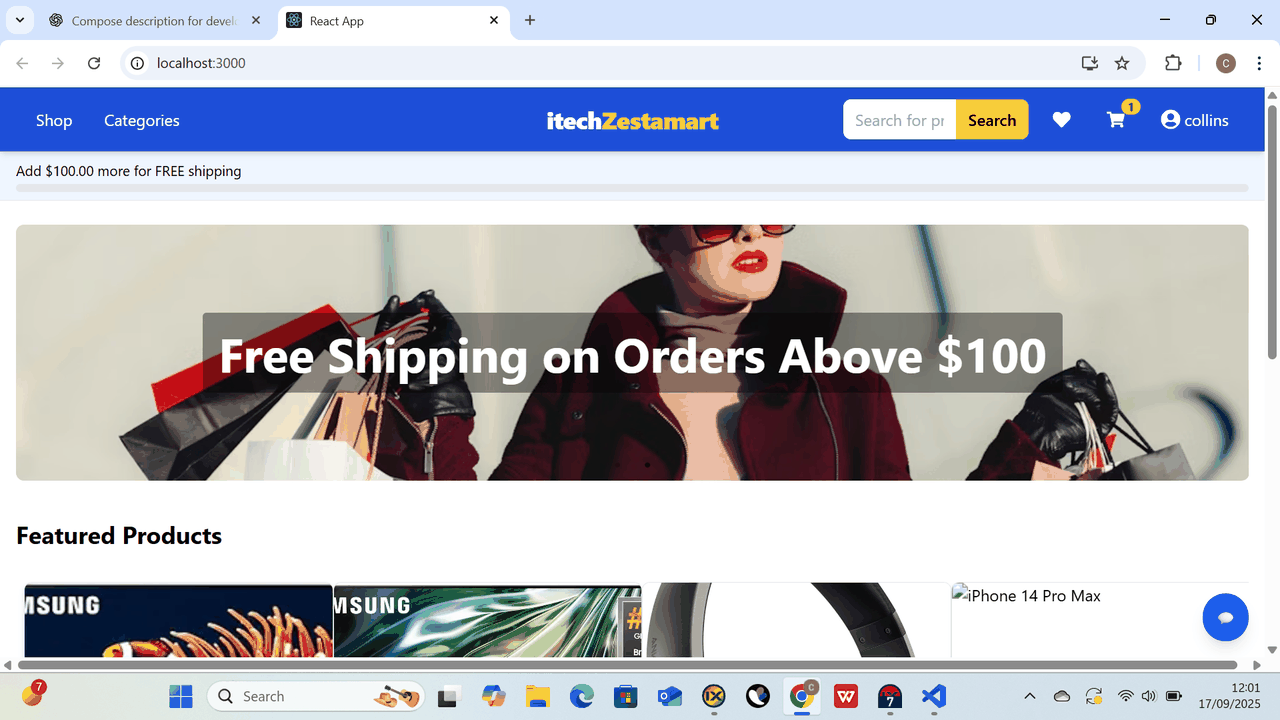 Compose description for devel
React App
localhost:3000
C
Shop
Categories
itechZestamart
Search for pr
Search
1
collins
Add $100.00 more for FREE shipping
Free Shipping on Orders Above $100
Featured Products
MSUNG
MSUNG
iPhone 14 Pro Max
7
Search
C
W
7
12:01
17/09/2025